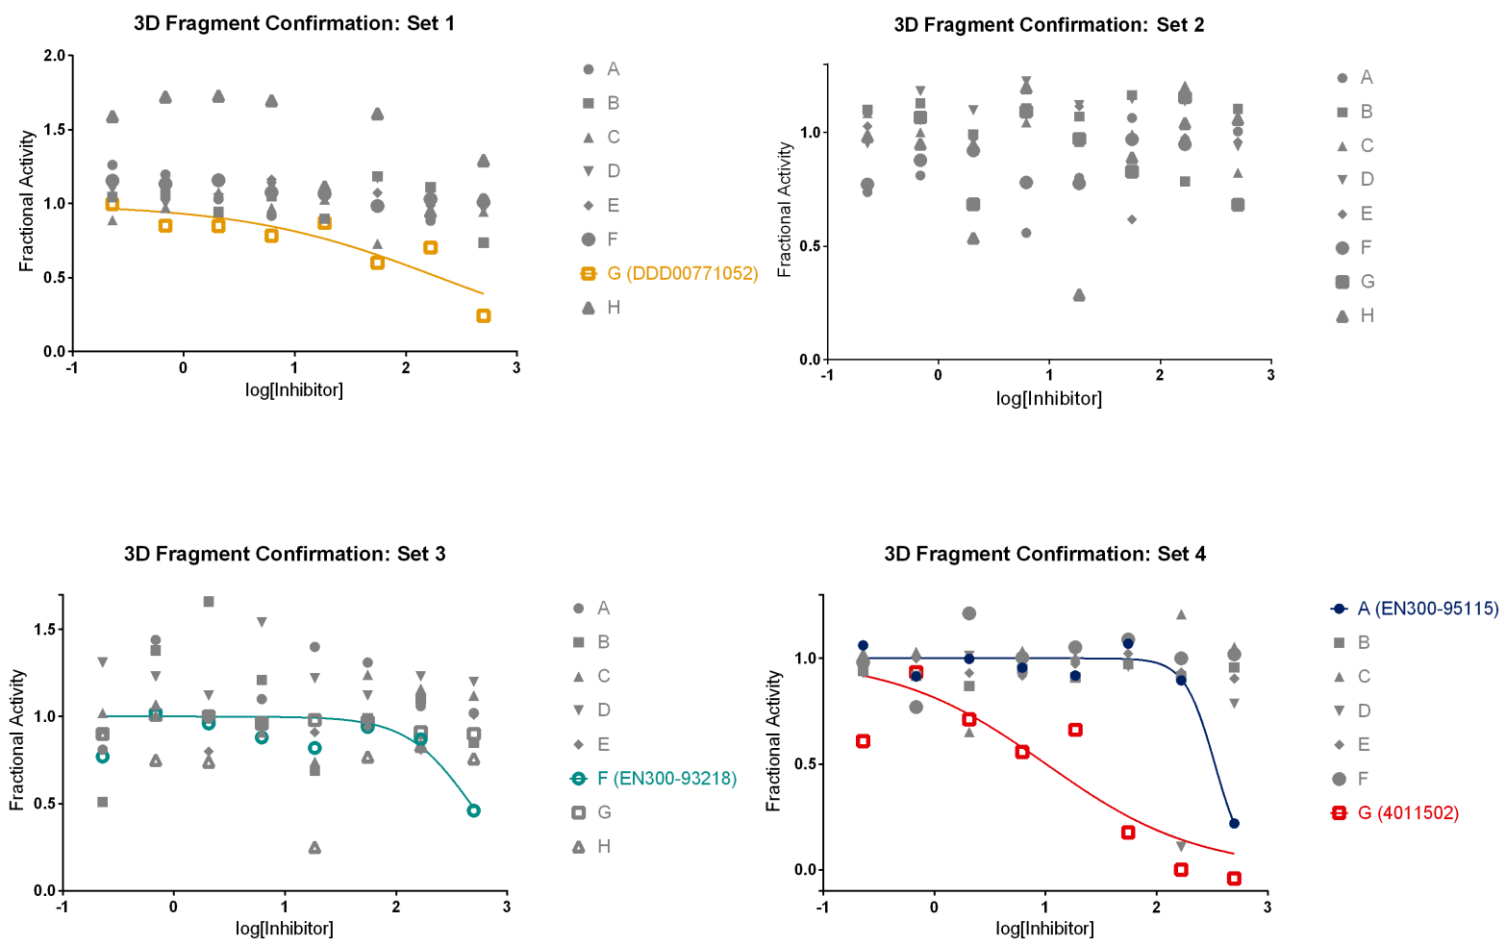 3D Fragment Confirmation: Set 1
Fractional Activity
2.0
1.5
1.0
0.5
0.0
-1 0 1 2 3
log[Inhibitor]
A
B
C
D
E
F
G (DDD00771052)
H
3D Fragment Confirmation: Set 2
Fractional Activity
1.0
0.5
0.0
-1 0 1 2 3
log[Inhibitor]
A
B
C
D
E
F
G
H
3D Fragment Confirmation: Set 3
Fractional Activity
1.5
1.0
0.5
0.0
-1 0 1 2 3
log[Inhibitor]
A
B
C
D
E
F (EN300-93218)
G
H
3D Fragment Confirmation: Set 4
Fractional Activity
1.0
0.5
0.0
-1 0 1 2 3
log[Inhibitor]
A (EN300-95115)
B
C
D
E
F
G (4011502)